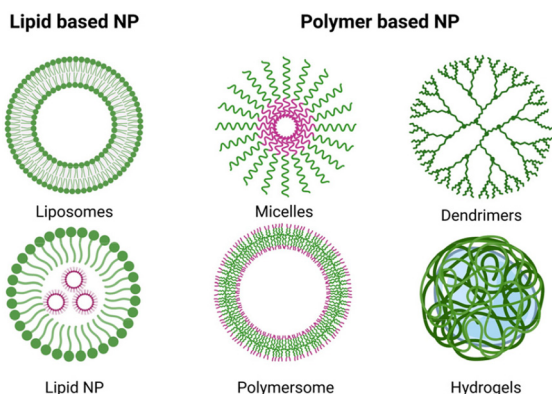 Lipid based NP
Polymer based NP
Liposomes
Micelles
Dendrimers
Lipid NP
Polymersome
Hydrogels